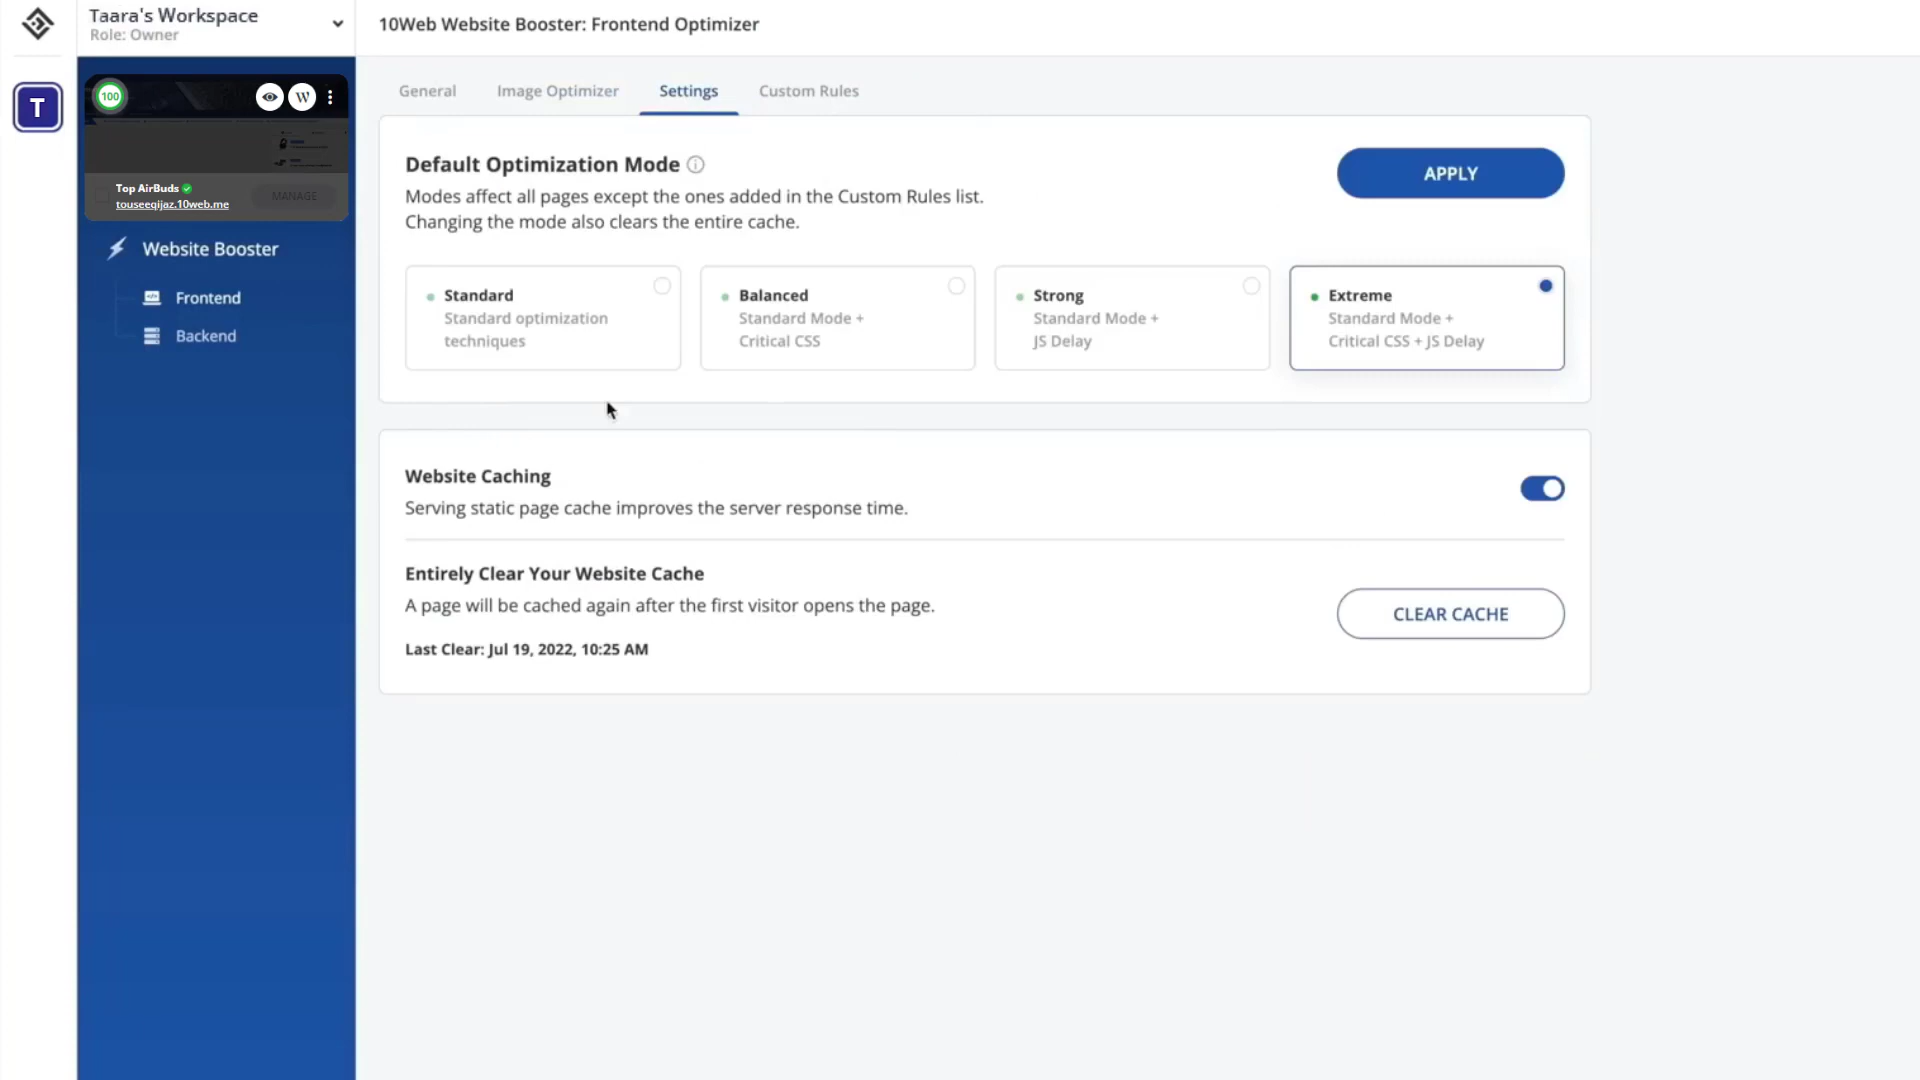 Taara's Workspace
Role: Owner
10Web Website Booster: Frontend Optimizer
T
100
W
Top AirBuds
touseeqijaz.10web.me
MANAGE
Website Booster
Frontend
Backend
General
Image Optimizer
Settings
Custom Rules
Default Optimization Mode
Modes affect all pages except the ones added in the Custom Rules list.
Changing the mode also clears the entire cache.
APPLY
Standard
Standard optimization
techniques
Balanced
Standard Mode +
Critical CSS
Strong
Standard Mode +
JS Delay
Extreme
Standard Mode +
Critical CSS + JS Delay
Website Caching
Serving static page cache improves the server response time.
Entirely Clear Your Website Cache
A page will be cached again after the first visitor opens the page.
Last Clear: Jul 19, 2022, 10:25 AM
CLEAR CACHE